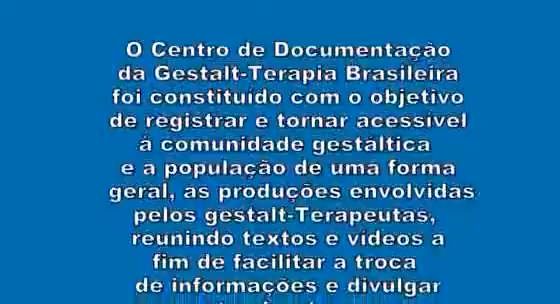 O Centro de Documentação
da Gestalt-Terapia Brasileira
foi constituído com o objetivo
de registrar e tornar acessível
á comunidade gestáltica
e a população de uma forma
geral, as produções envolvidas
pelos gestalt-Terapeutas,
reunindo textos e vídeos a
fim de facilitar a troca
de informações e divulgar